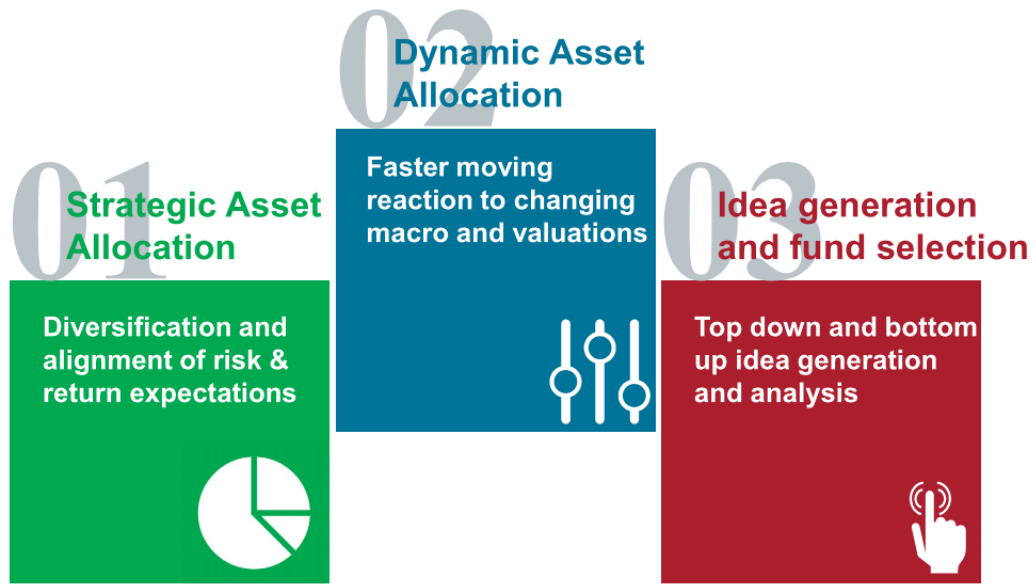 01
Strategic Asset
Allocation
Diversification and
alignment of risk &
return expectations
02
Dynamic Asset
Allocation
Faster moving
reaction to changing
macro and valuations
03
Idea generation
and fund selection
Top down and bottom
up idea generation
and analysis